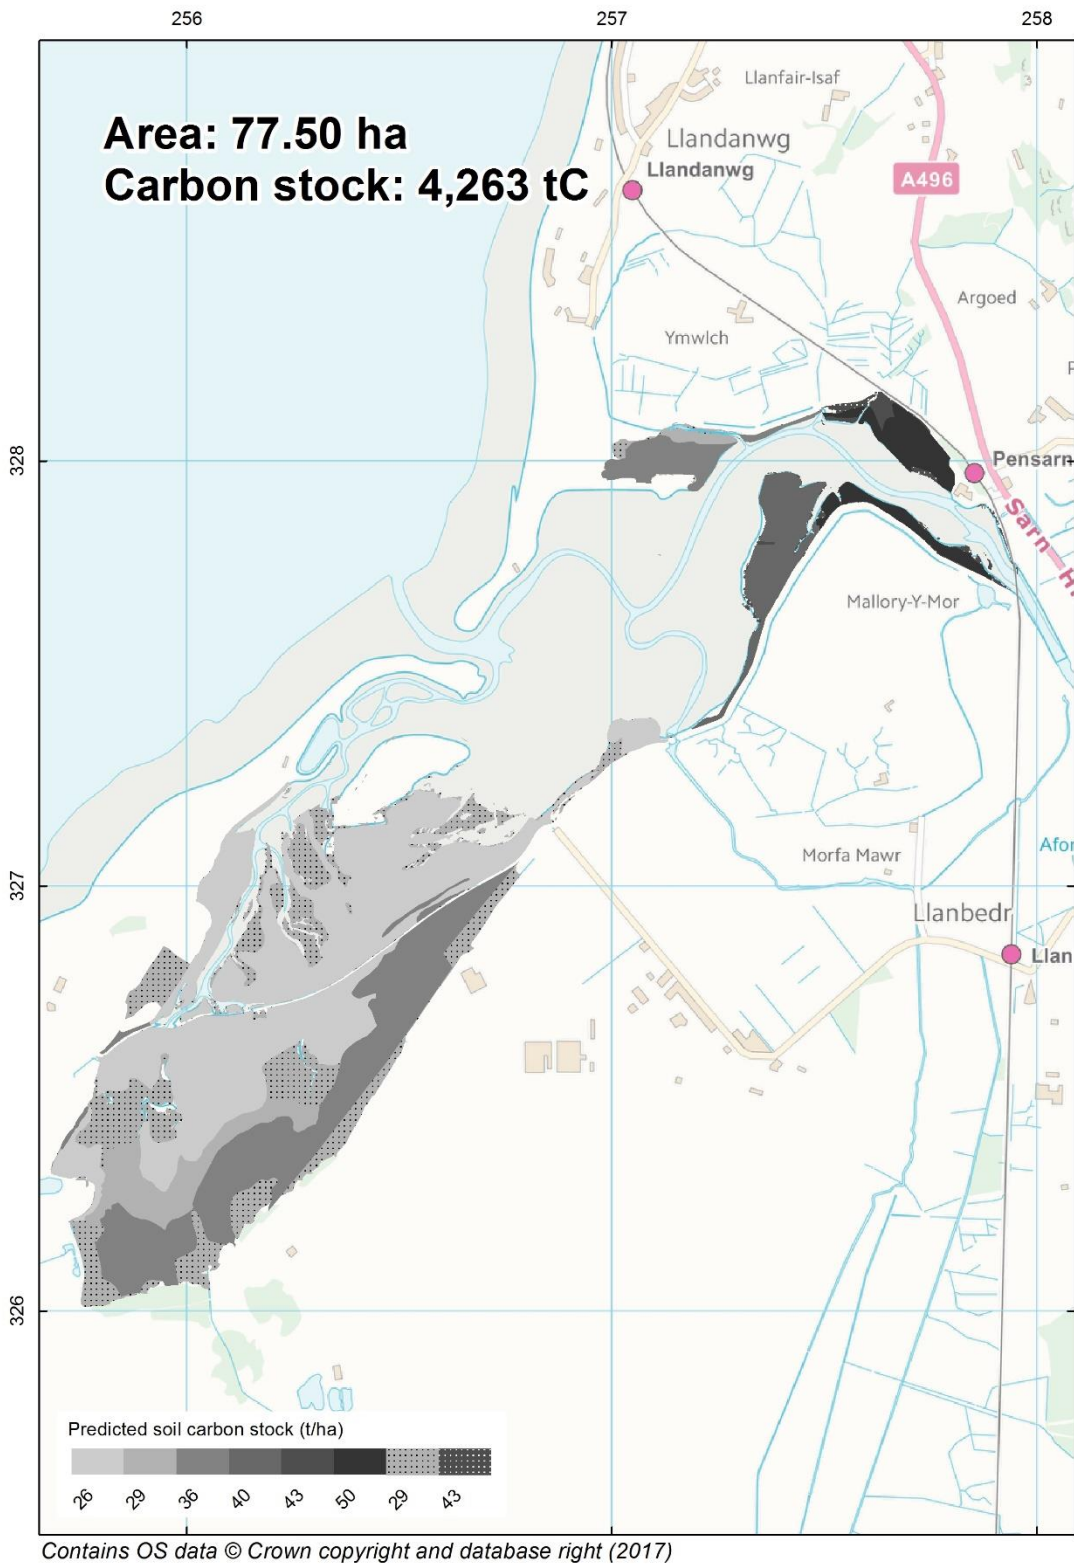 256
257
258
Area: 77.50 ha
Carbon stock: 4,263 tC
Llanfair-Isaf
Llandanwg
Llandanwg
A496
Argoed
Ymwlch
328
Pensarn
Sarn H
Mallory-Y-Mor
Morfa Mawr
Afon
327
Llanbedr
Llan
326
Predicted soil carbon stock (t/ha)
26 29 36 40 43 50 29 43
Contains OS data © Crown copyright and database right (2017)